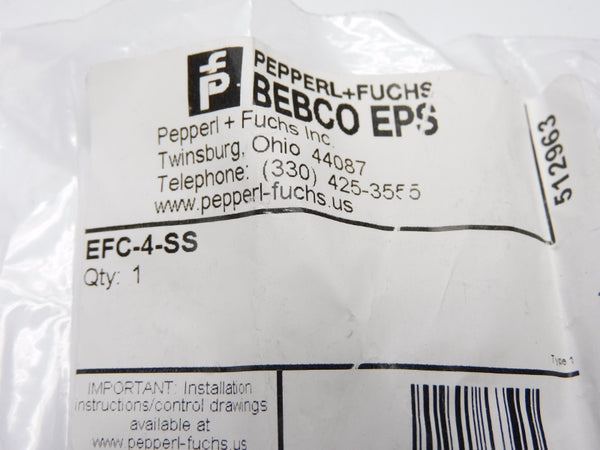 PEPPERL+FUCHS
BEBCO EPS
Pepperl + Fuchs Inc.
Twinsburg, Ohio 44087
Telephone: (330) 425-3555
www.pepperl-fuchs.us
512963
EFC-4-SS
Qty: 1
Type 1
IMPORTANT: Installation
instructions/control drawings
available at
www.pepperl-fuchs.us